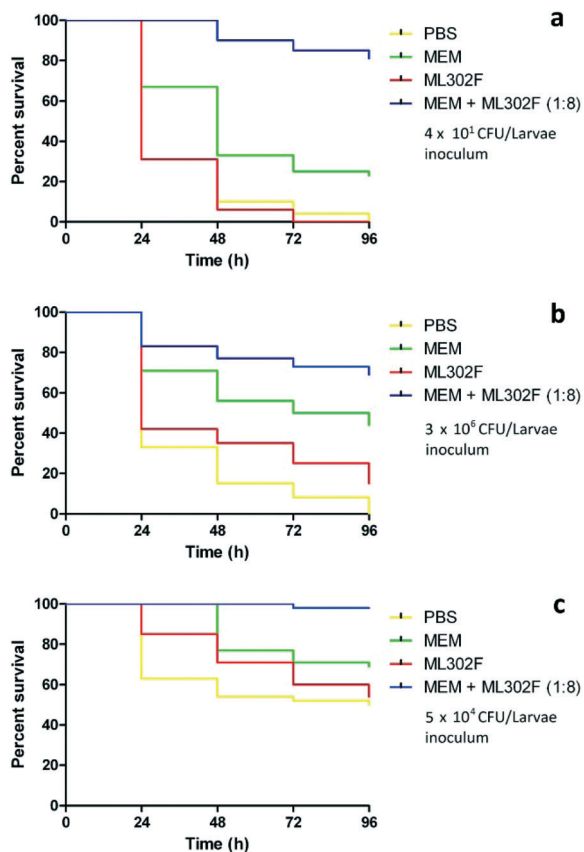 a
PBS
MEM
ML302F
MEM + ML302F (1:8)
4 x 10¹ CFU/Larvae
inoculum
Percent survival
100
80
60
40
20
0
0 24 48 72 96
Time (h)
b
PBS
MEM
ML302F
MEM + ML302F (1:8)
3 x 10⁶ CFU/Larvae
inoculum
Percent survival
100
80
60
40
20
0
0 24 48 72 96
Time (h)
c
PBS
MEM
ML302F
MEM + ML302F (1:8)
5 x 10⁴ CFU/Larvae
inoculum
Percent survival
100
80
60
40
20
0
0 24 48 72 96
Time (h)